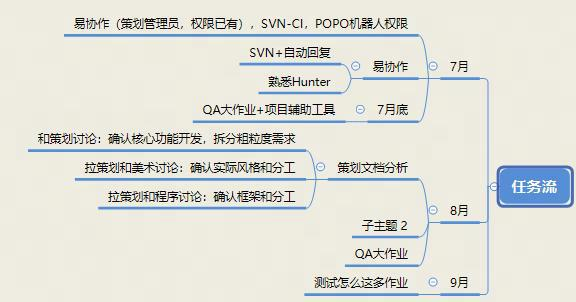 易协作（策划管理员，权限已有），SVN-CI，POPO机器人权限
SVN+自动回复
熟悉Hunter
易协作
7月
QA大作业+项目辅助工具
7月底
和策划讨论：确认核心功能开发，拆分粗粒度需求
拉策划和美术讨论：确认实际风格和分工
拉策划和程序讨论：确认框架和分工
策划文档分析
任务流
8月
子主题 2
QA大作业
测试怎么这多作业
9月